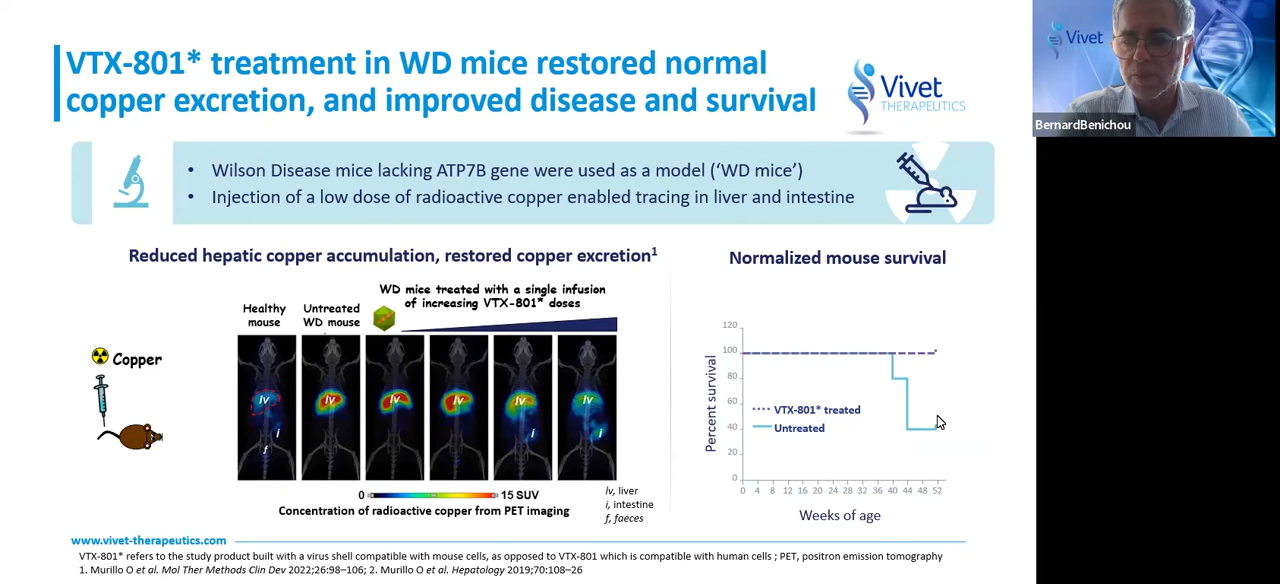 VTX-801* treatment in WD mice restored normal
copper excretion, and improved disease and survival
Vivet
THERAPEUTICS
Vivet
BernardBenichou
• Wilson Disease mice lacking ATP7B gene were used as a model (‘WD mice’)
• Injection of a low dose of radioactive copper enabled tracing in liver and intestine
Reduced hepatic copper accumulation, restored copper excretion1
Healthy
mouse
Untreated
WD mouse
WD mice treated with a single infusion
of increasing VTX-801* doses
Copper
lv
i
f
lv
lv
lv
lv
i
lv
i
0
15 SUV
Concentration of radioactive copper from PET imaging
lv, liver
i, intestine
f, faeces
Normalized mouse survival
Percent survival
120
100
80
60
40
20
0
VTX-801* treated
Untreated
0 4 8 12 16 20 24 28 32 36 40 44 48 52
Weeks of age
www.vivet-therapeutics.com
VTX-801* refers to the study product built with a virus shell compatible with mouse cells, as opposed to VTX-801 which is compatible with human cells ; PET, positron emission tomography
1. Murillo O et al. Mol Ther Methods Clin Dev 2022;26:98–106; 2. Murillo O et al. Hepatology 2019;70:108–26